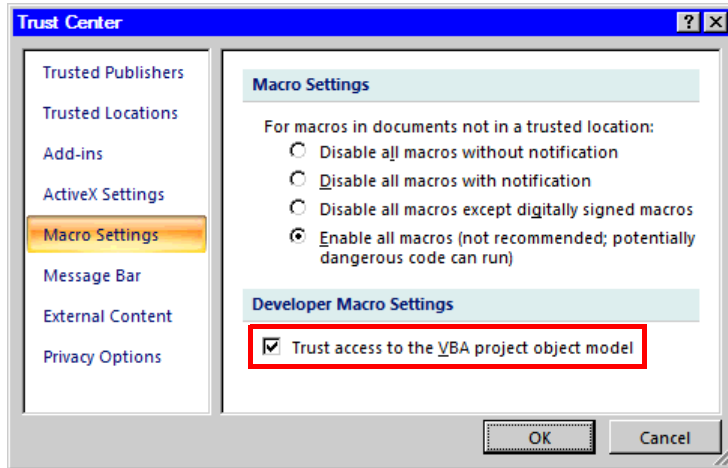 Trust Center
Trusted Publishers
Trusted Locations
Add-ins
ActiveX Settings
Macro Settings
Message Bar
External Content
Privacy Options
Macro Settings
For macros in documents not in a trusted location:
Disable all macros without notification
Disable all macros with notification
Disable all macros except digitally signed macros
Enable all macros (not recommended; potentially
dangerous code can run)
Developer Macro Settings
Trust access to the VBA project object model
OK
Cancel